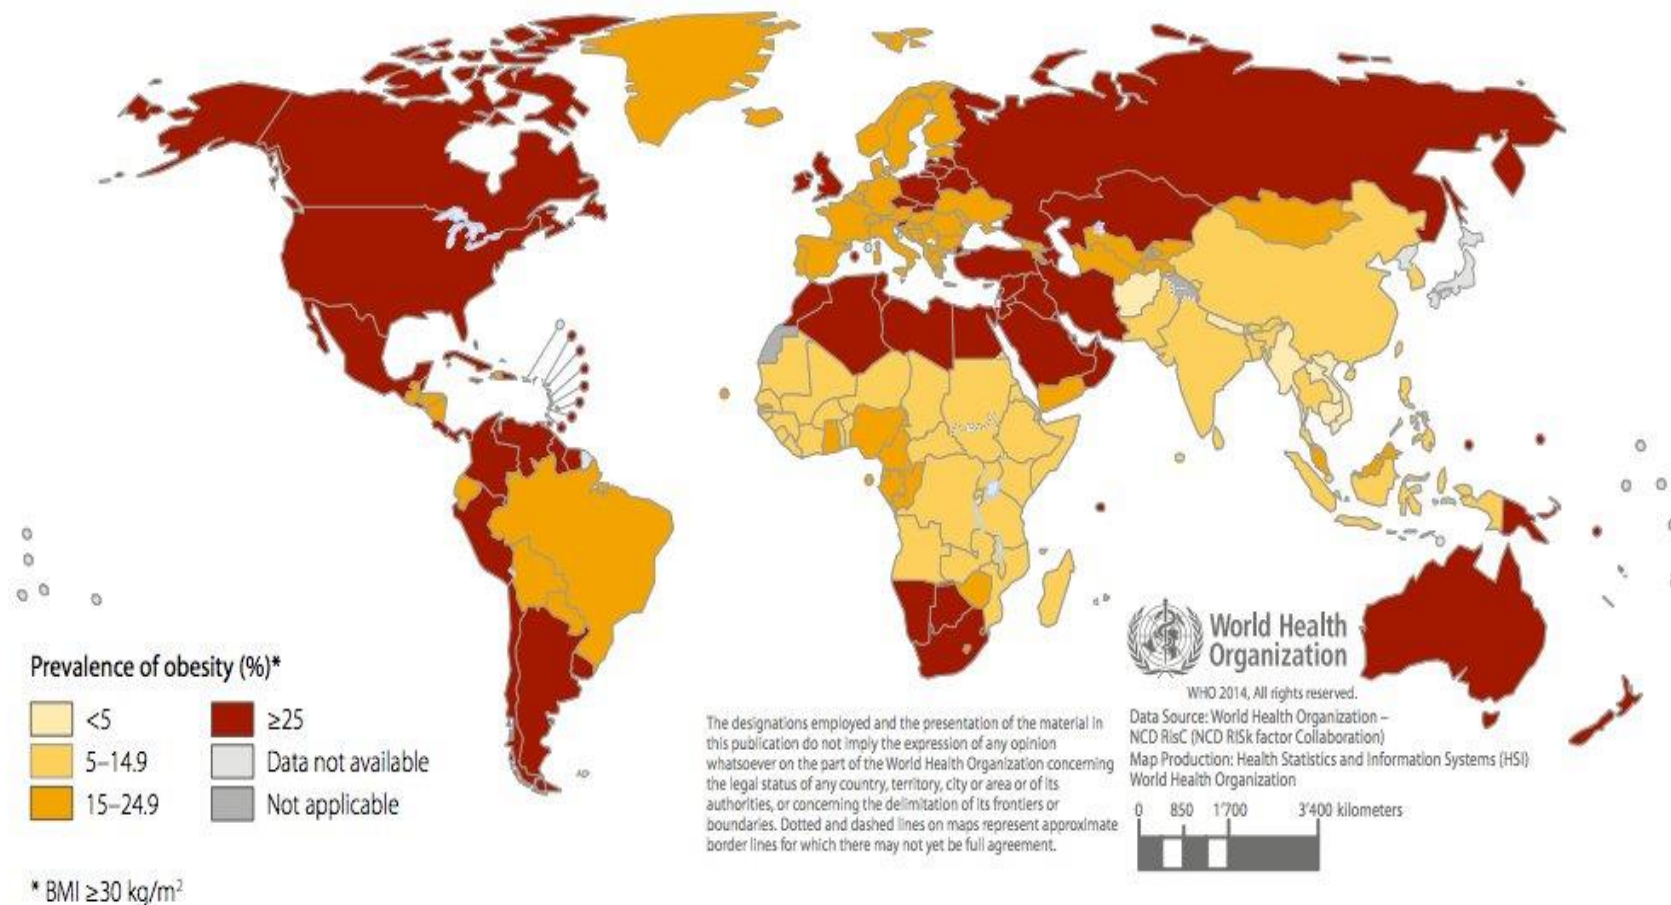 Prevalence of obesity (%)*
<5
5–14.9
15–24.9
≥25
Data not available
Not applicable
* BMI ≥30 kg/m²
The designations employed and the presentation of the material in
this publication do not imply the expression of any opinion
whatsoever on the part of the World Health Organization concerning
the legal status of any country, territory, city or area or of its
authorities, or concerning the delimitation of its frontiers or
boundaries. Dotted and dashed lines on maps represent approximate
border lines for which there may not yet be full agreement.
World Health
Organization
WHO 2014, All rights reserved.
Data Source: World Health Organization –
NCD RisC (NCD RISk factor Collaboration)
Map Production: Health Statistics and Information Systems (HSI)
World Health Organization
0 850 1'700 3'400 kilometers